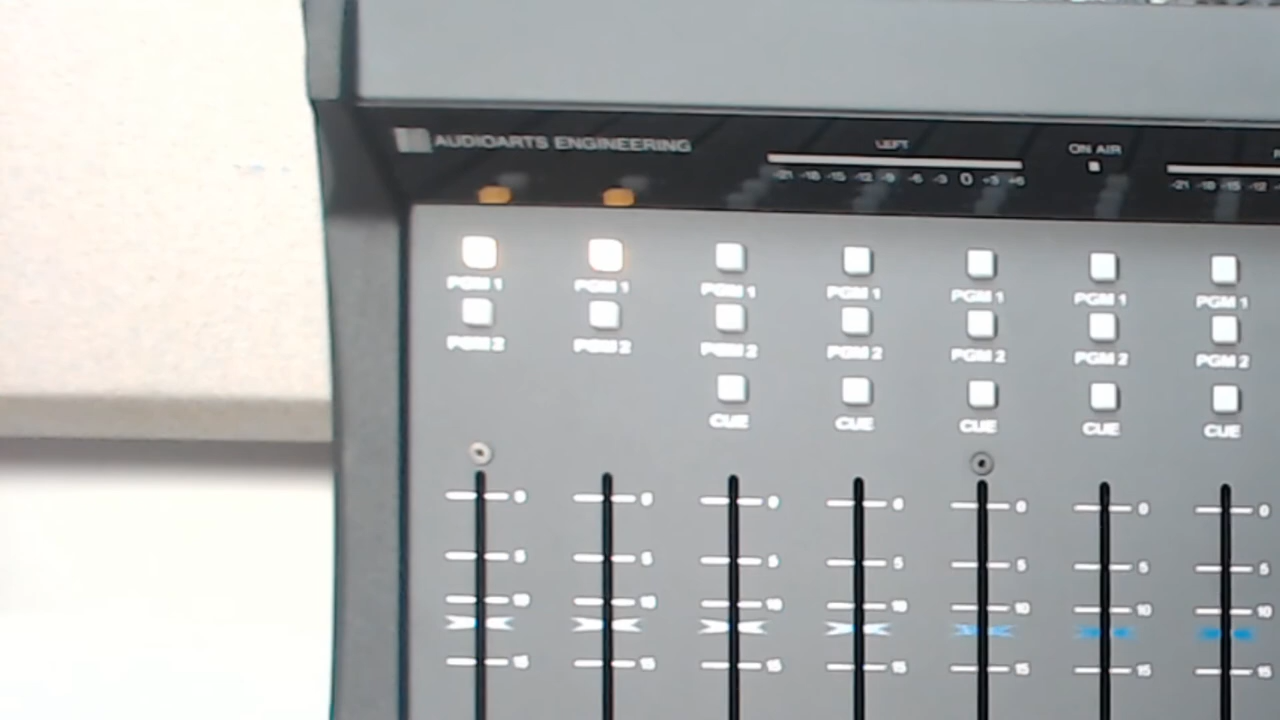 AUDIOARTS ENGINEERING
LEFT
ON AIR
-21 -18 -15 -12 -9 -6 -3 0 +3 +6
-21 -18 -15 -12
PGM 1 PGM 1 PGM 1 PGM 1 PGM 1 PGM 1 PGM 1
PGM 2 PGM 2 PGM 2 PGM 2 PGM 2 PGM 2 PGM 2
CUE CUE CUE CUE CUE
0 0 0 0 0 0 0
5 5 5 5 5 5 5
10 10 10 10 10 10 10
15 15 15 15 15 15 15